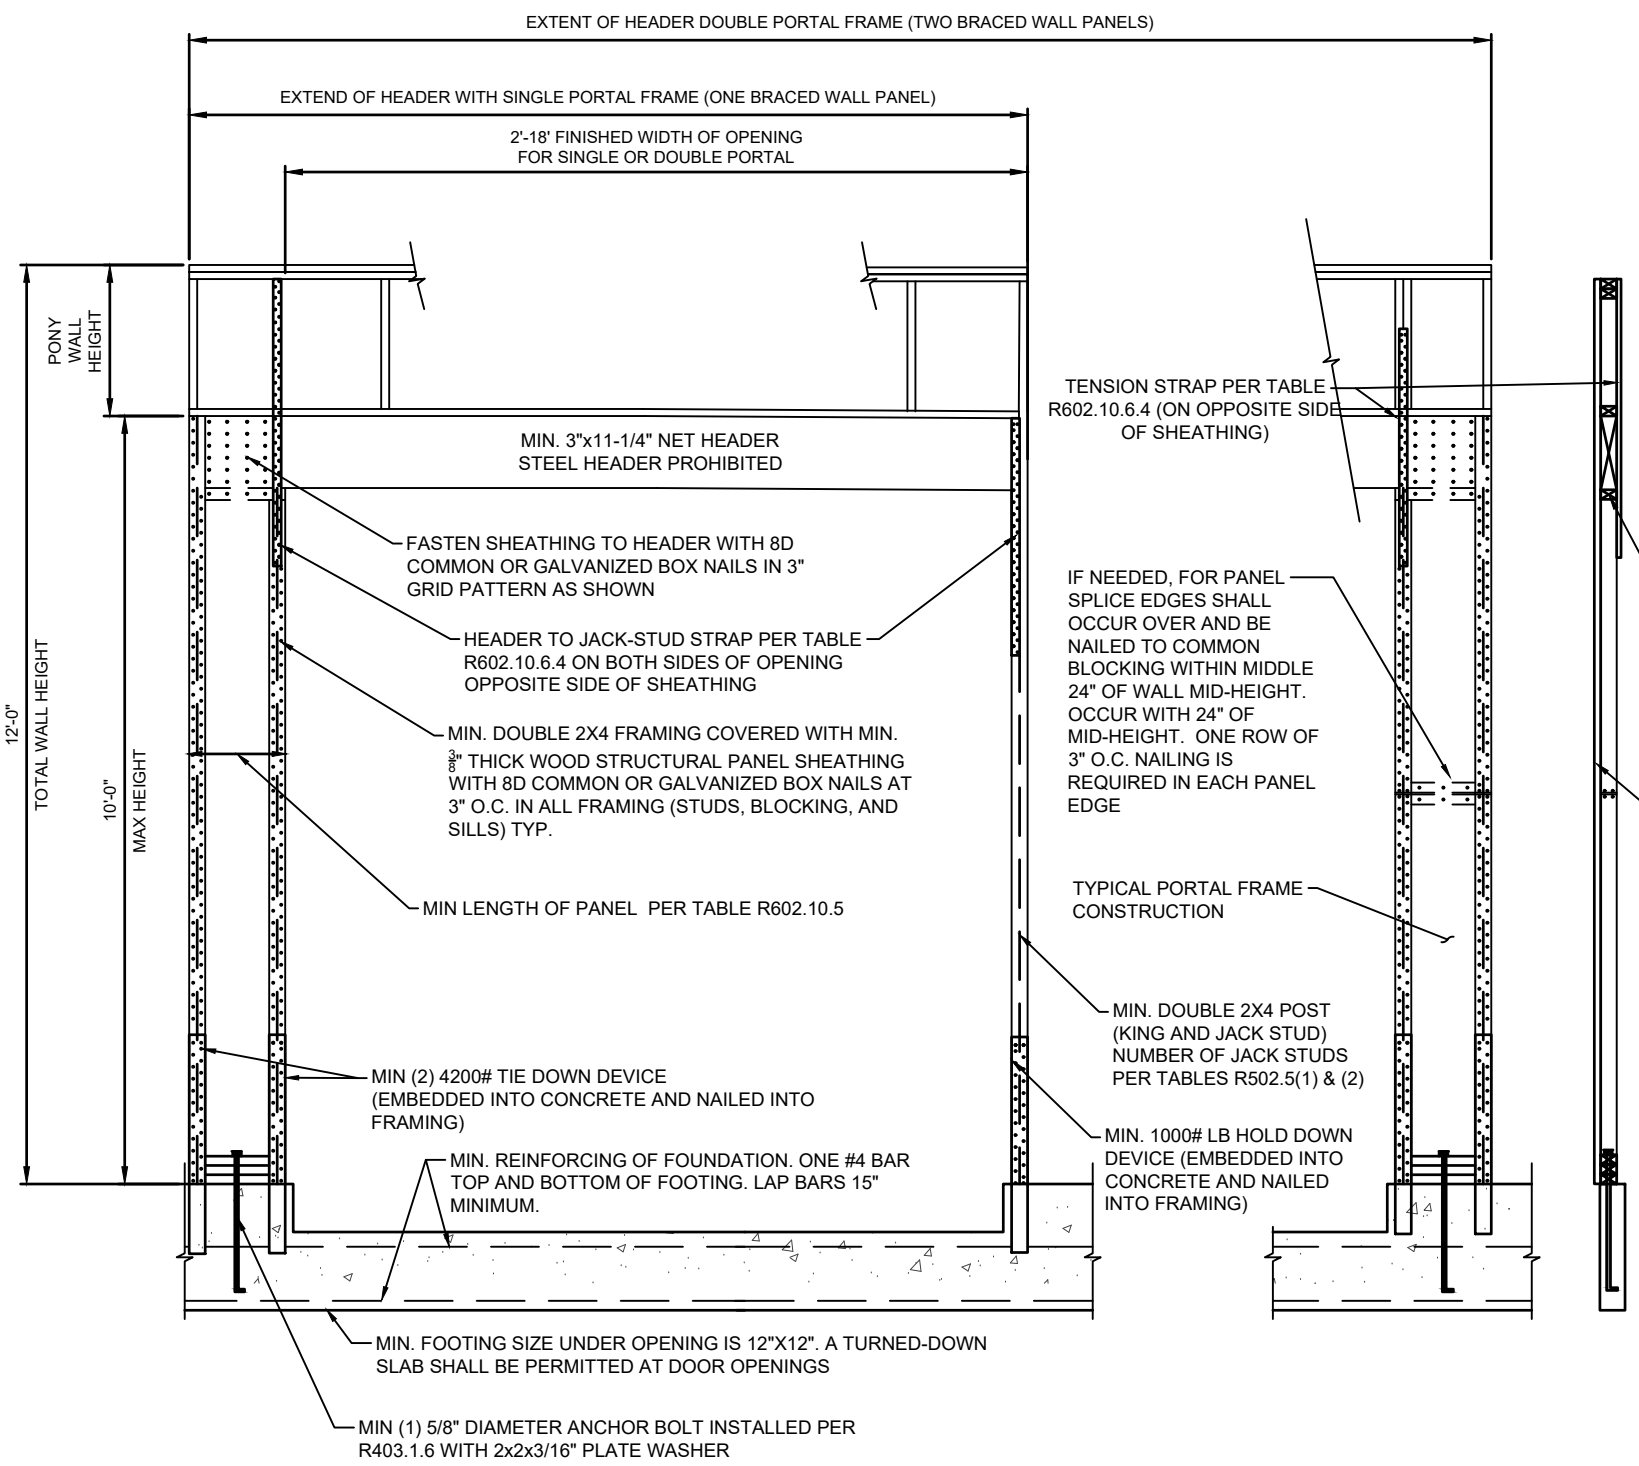 EXTENT OF HEADER DOUBLE PORTAL FRAME (TWO BRACED WALL PANELS)
EXTEND OF HEADER WITH SINGLE PORTAL FRAME (ONE BRACED WALL PANEL)
2'-18' FINISHED WIDTH OF OPENING
FOR SINGLE OR DOUBLE PORTAL
PONY
WALL
HEIGHT
12'-0"
TOTAL WALL HEIGHT
10'-0"
MAX HEIGHT
MIN. 3"x11-1/4" NET HEADER
STEEL HEADER PROHIBITED
TENSION STRAP PER TABLE
R602.10.6.4 (ON OPPOSITE SIDE
OF SHEATHING)
FASTEN SHEATHING TO HEADER WITH 8D
COMMON OR GALVANIZED BOX NAILS IN 3"
GRID PATTERN AS SHOWN
HEADER TO JACK-STUD STRAP PER TABLE
R602.10.6.4 ON BOTH SIDES OF OPENING
OPPOSITE SIDE OF SHEATHING
MIN. DOUBLE 2X4 FRAMING COVERED WITH MIN.
3/8" THICK WOOD STRUCTURAL PANEL SHEATHING
WITH 8D COMMON OR GALVANIZED BOX NAILS AT
3" O.C. IN ALL FRAMING (STUDS, BLOCKING, AND
SILLS) TYP.
MIN LENGTH OF PANEL PER TABLE R602.10.5
IF NEEDED, FOR PANEL
SPLICE EDGES SHALL
OCCUR OVER AND BE
NAILED TO COMMON
BLOCKING WITHIN MIDDLE
24" OF WALL MID-HEIGHT.
OCCUR WITH 24" OF
MID-HEIGHT. ONE ROW OF
3" O.C. NAILING IS
REQUIRED IN EACH PANEL
EDGE
TYPICAL PORTAL FRAME
CONSTRUCTION
MIN. DOUBLE 2X4 POST
(KING AND JACK STUD)
NUMBER OF JACK STUDS
PER TABLES R502.5(1) & (2)
MIN (2) 4200# TIE DOWN DEVICE
(EMBEDDED INTO CONCRETE AND NAILED INTO
FRAMING)
MIN. 1000# LB HOLD DOWN
DEVICE (EMBEDDED INTO
CONCRETE AND NAILED
INTO FRAMING)
MIN. REINFORCING OF FOUNDATION. ONE #4 BAR
TOP AND BOTTOM OF FOOTING. LAP BARS 15"
MINIMUM.
MIN. FOOTING SIZE UNDER OPENING IS 12"X12". A TURNED-DOWN
SLAB SHALL BE PERMITTED AT DOOR OPENINGS
MIN (1) 5/8" DIAMETER ANCHOR BOLT INSTALLED PER
R403.1.6 WITH 2x2x3/16" PLATE WASHER